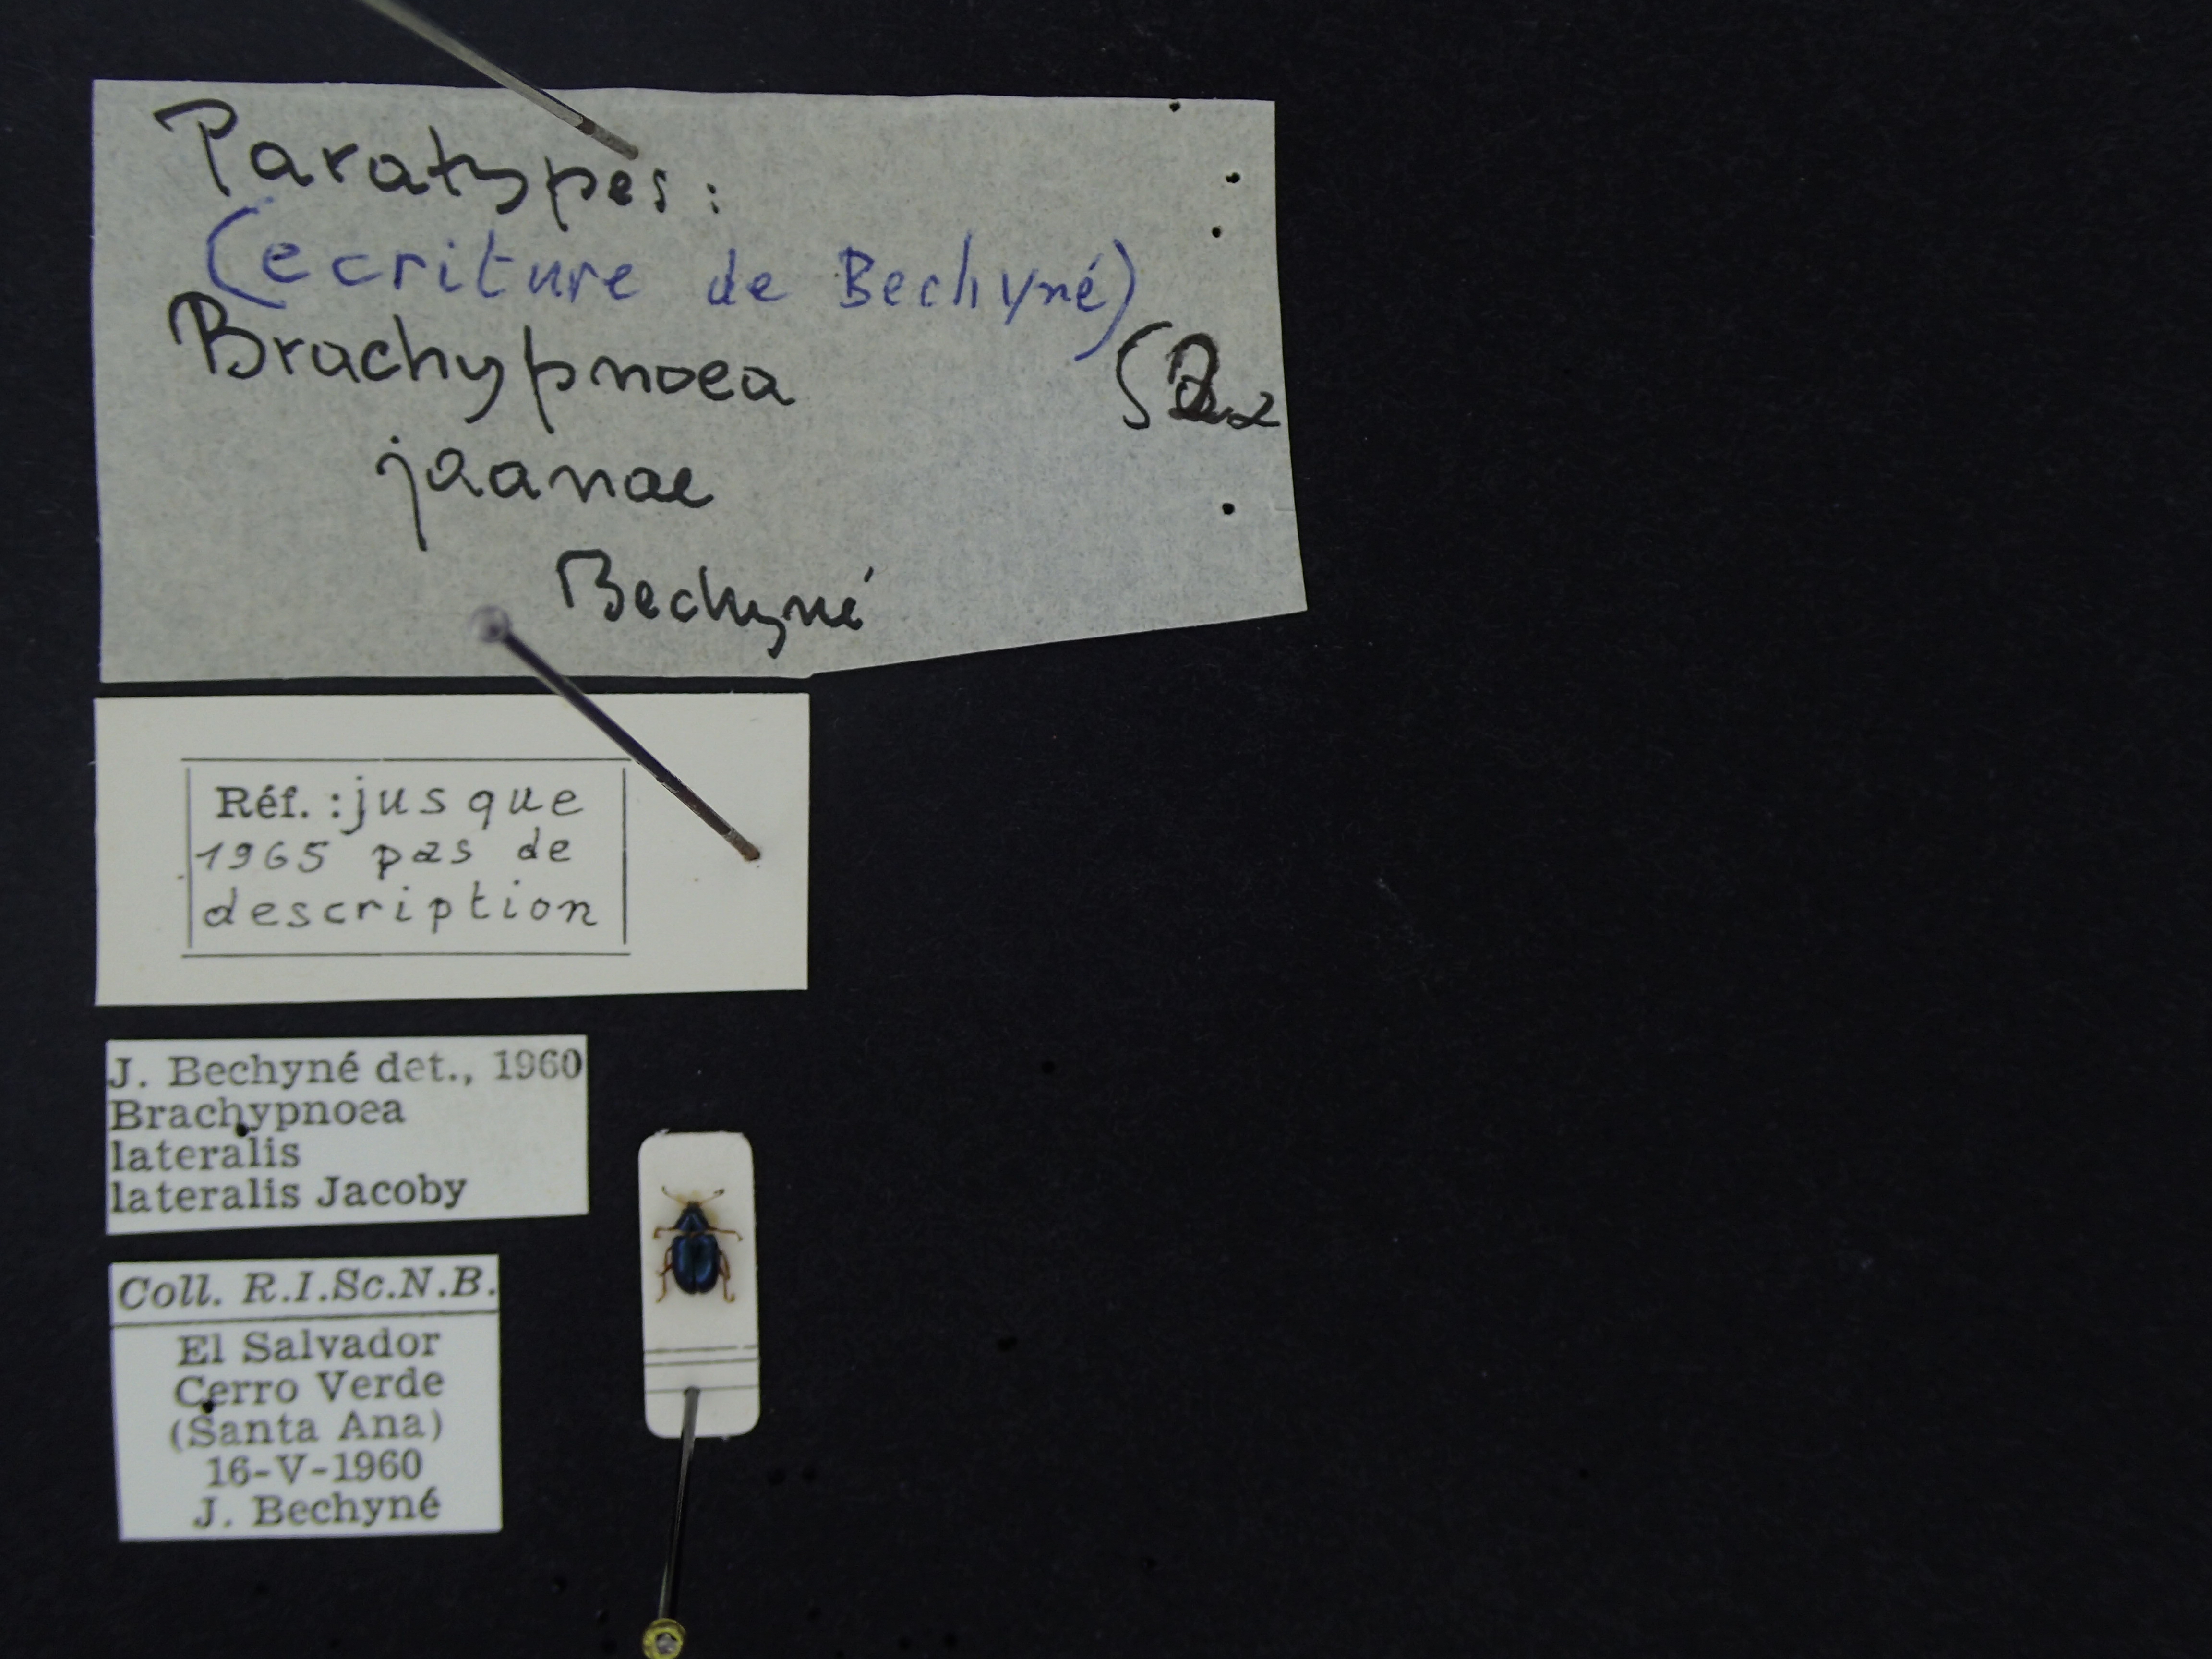 Paratypes:
(ecriture de Bechyné)
Brachypnoea
jaanae
Bechyné
Réf. : jusque
1965 pas de
description
J. Bechyné det., 1960
Brachypnoea
lateralis
lateralis Jacoby
Coll. R.I.Sc.N.B.
El Salvador
Cerro Verde
(Santa Ana)
16-V-1960
J. Bechyné